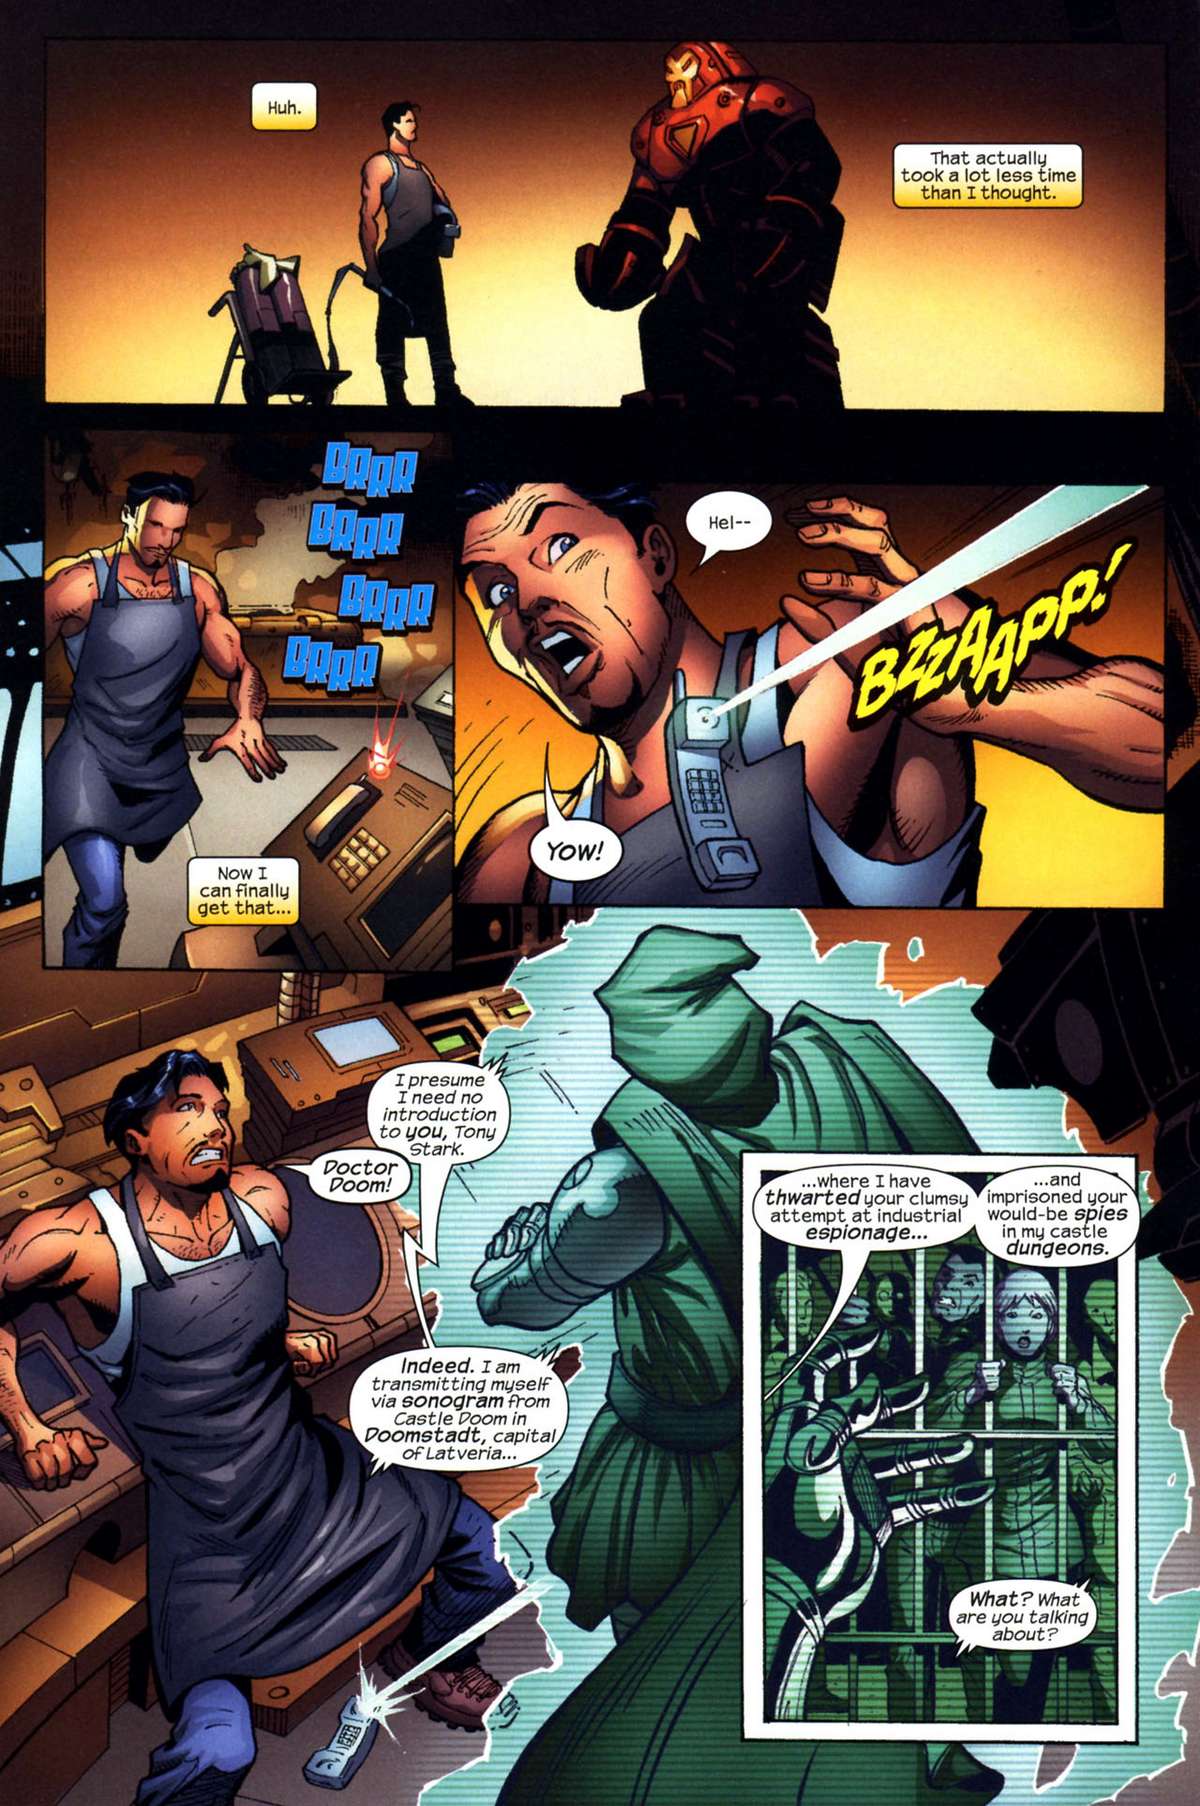 Huh.
That actually
took a lot less time
than I thought.
BRRR
BRRR
BRRR
BRRR
Now I
can finally
get that...
Hel--
BZZAAPP!
YOW!
I presume
I need no
introduction
to you, Tony
Stark.
Doctor
Doom!
Indeed. I am
transmitting myself
via sonogram from
Castle Doom in
Doomstadt, capital
of Latveria...
...where I have
thwarted your clumsy
attempt at industrial
espionage...
...and
imprisoned your
would-be spies
in my castle
dungeons.
What? What
are you talking
about?